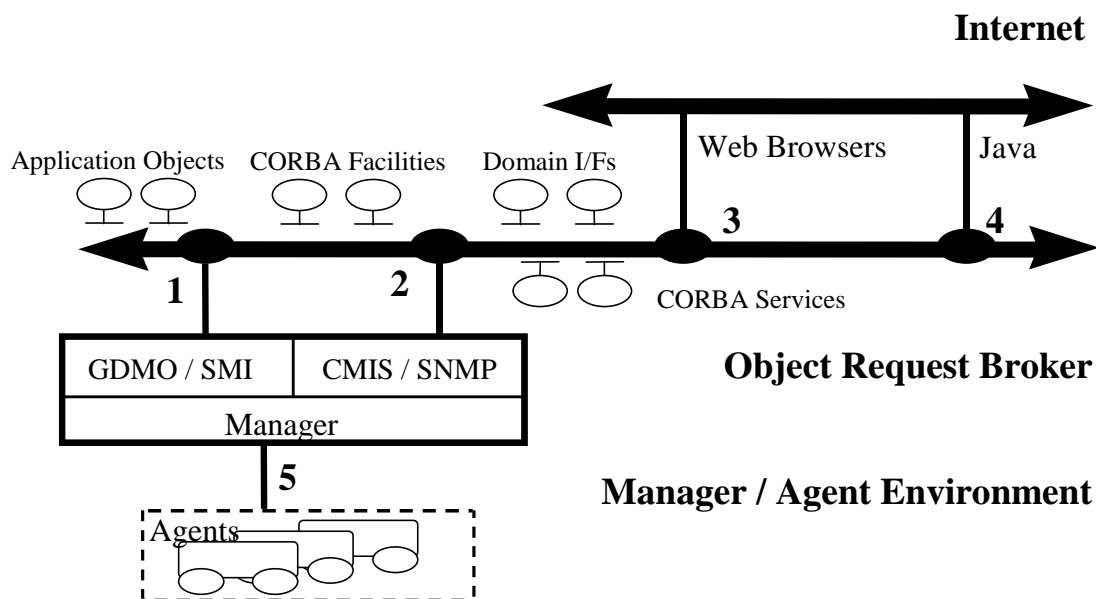 Internet
Web Browsers
Java
Application Objects
CORBA Facilities
Domain I/Fs
3
4
1
2
CORBA Services
GDMO / SMI
CMIS / SNMP
Object Request Broker
Manager
5
Manager / Agent Environment
Agents